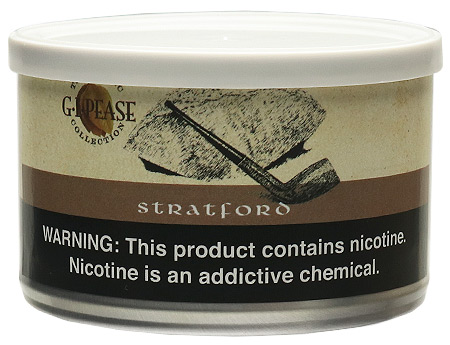 G·L·PEASE
COLLECTION
STRATFORD
WARNING: This product contains nicotine.
Nicotine is an addictive chemical.